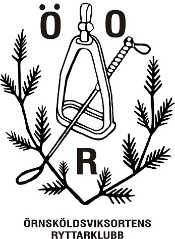 Ö O
R
ÖRNSKÖLDSVIKSORTENS
RYTTARKLUBB